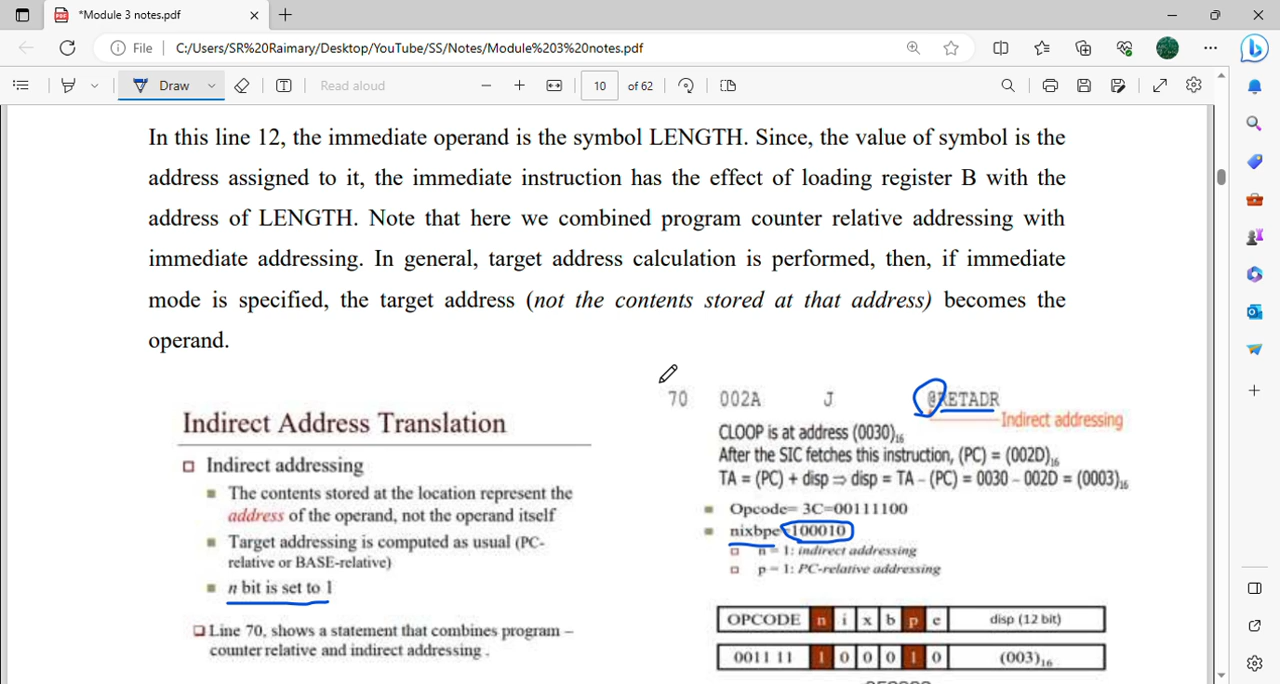 *Module 3 notes.pdf
File C:/Users/SR%20Raimary/Desktop/YouTube/SS/Notes/Module%203%20notes.pdf
Draw Read aloud 10 of 62
In this line 12, the immediate operand is the symbol LENGTH. Since, the value of symbol is the
address assigned to it, the immediate instruction has the effect of loading register B with the
address of LENGTH. Note that here we combined program counter relative addressing with
immediate addressing. In general, target address calculation is performed, then, if immediate
mode is specified, the target address (not the contents stored at that address) becomes the
operand.
Indirect Address Translation
Indirect addressing
The contents stored at the location represent the
address of the operand, not the operand itself
Target addressing is computed as usual (PC-
relative or BASE-relative)
n bit is set to 1
Line 70, shows a statement that combines program –
counter relative and indirect addressing .
70 002A J @RETADR
Indirect addressing
CLOOP is at address (0030)16
After the SIC fetches this instruction, (PC) = (002D)16
TA = (PC) + disp ⇒ disp = TA – (PC) = 0030 – 002D = (0003)16
Opcode= 3C=00111100
nixbpe=100010
n = 1: indirect addressing
p = 1: PC-relative addressing
OPCODE n i x b p e disp (12 bit)
0011 11 1 0 0 0 1 0 (003)16